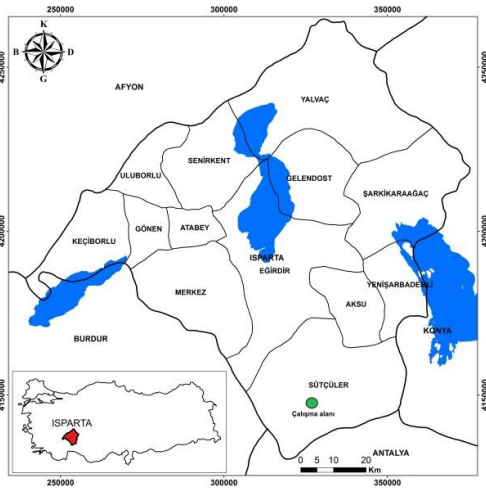 250000 300000 350000
K
B D
G
4250000 4250000
AFYON
YALVAÇ
SENİRKENT
ULUBORLU
GELENDOST
ŞARKİKARAAĞAÇ
4200000 4200000
KEÇİBORLU
GÖNEN
ATABEY
ISPARTA
EĞİRDİR
MERKEZ
YENİŞARBADEMLİ
AKSU
KONYA
BURDUR
4150000 4150000
SÜTÇÜLER
Çalışma alanı
ISPARTA
ANTALYA
0 5 10 20
Km
250000 300000 350000